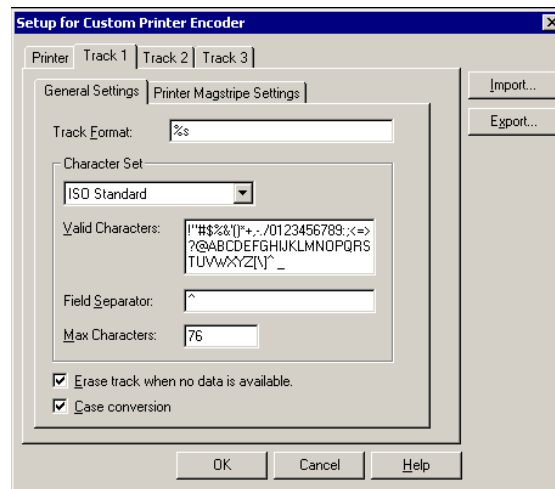 Setup for Custom Printer Encoder
Printer Track 1 Track 2 Track 3
General Settings Printer Magstripe Settings
Import...
Export...
Track Format: %s
Character Set
ISO Standard
Valid Characters: !"#$%&'()*+,-./0123456789:;<=>
?@ABCDEFGHIJKLMNOPQRS
TUVWXYZ[\]^ _
Field Separator: ^
Max Characters: 76
Erase track when no data is available.
Case conversion
OK Cancel Help